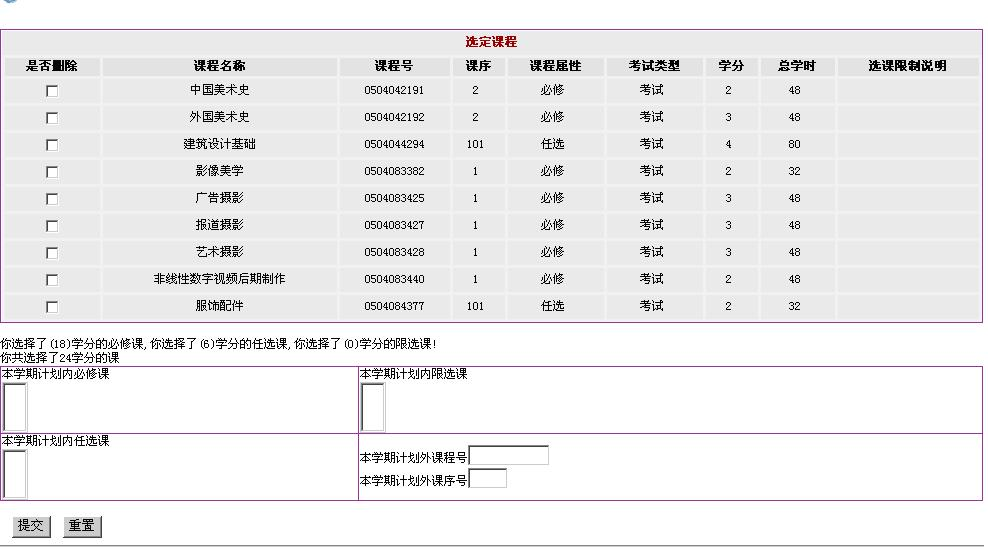 选定课程
是否删除 课程名称 课程号 课序 课程属性 考试类型 学分 总学时 选课限制说明
中国美术史 0504042191 2 必修 考试 2 48
外国美术史 0504042192 2 必修 考试 3 48
建筑设计基础 0504044294 101 任选 考试 4 80
影像美学 0504083382 1 必修 考试 2 32
广告摄影 0504083425 1 必修 考试 3 48
报道摄影 0504083427 1 必修 考试 3 48
艺术摄影 0504083428 1 必修 考试 3 48
非线性数字视频后期制作 0504083440 1 必修 考试 2 48
服饰配件 0504084377 101 任选 考试 2 32
你选择了(18)学分的必修课,你选择了(6)学分的任选课,你选择了(0)学分的限选课!
你共选择了24学分的课
本学期计划内必修课 本学期计划内限选课
本学期计划内任选课
本学期计划外课程号
本学期计划外课序号
提交 重置